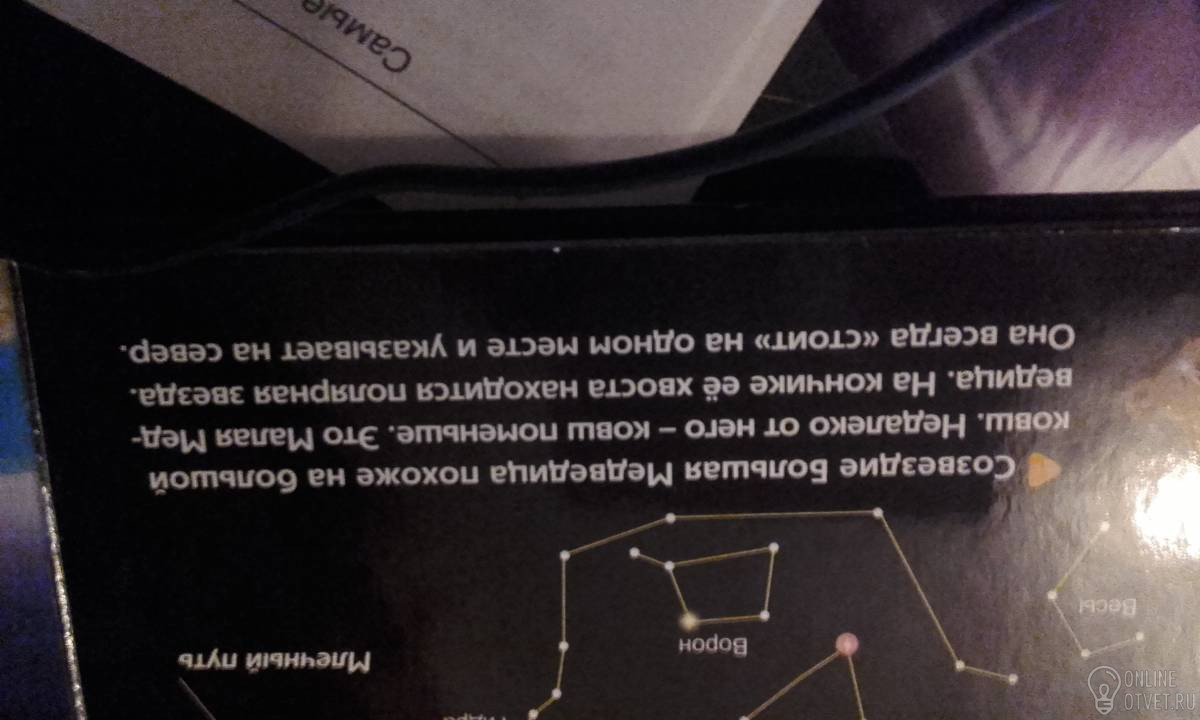 Гидра
Млечный путь
Ворон
Весы
Созвездие Большая Медведица похоже на большой
ковш. Недалеко от него – ковш поменьше. Это Малая Мед-
ведица. На кончике её хвоста находится полярная звезда.
Она всегда «стоит» на одном месте и указывает на север.
Самые
ONLINE
OTVET.RU